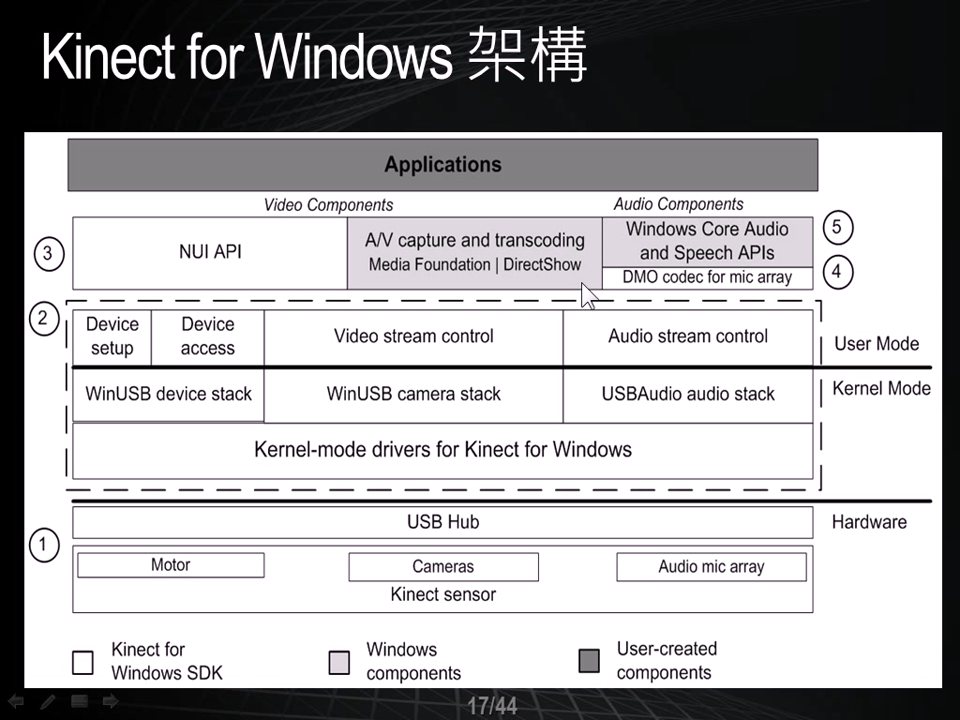 Kinect for Windows 架構
Applications
Video Components
Audio Components
3
NUI API
A/V capture and transcoding
Media Foundation | DirectShow
Windows Core Audio
and Speech APIs
5
DMO codec for mic array
4
2
Device
setup
Device
access
Video stream control
Audio stream control
User Mode
WinUSB device stack
WinUSB camera stack
USBAudio audio stack
Kernel Mode
Kernel-mode drivers for Kinect for Windows
USB Hub
Hardware
1
Motor
Cameras
Audio mic array
Kinect sensor
Kinect for
Windows SDK
Windows
components
User-created
components
17/44